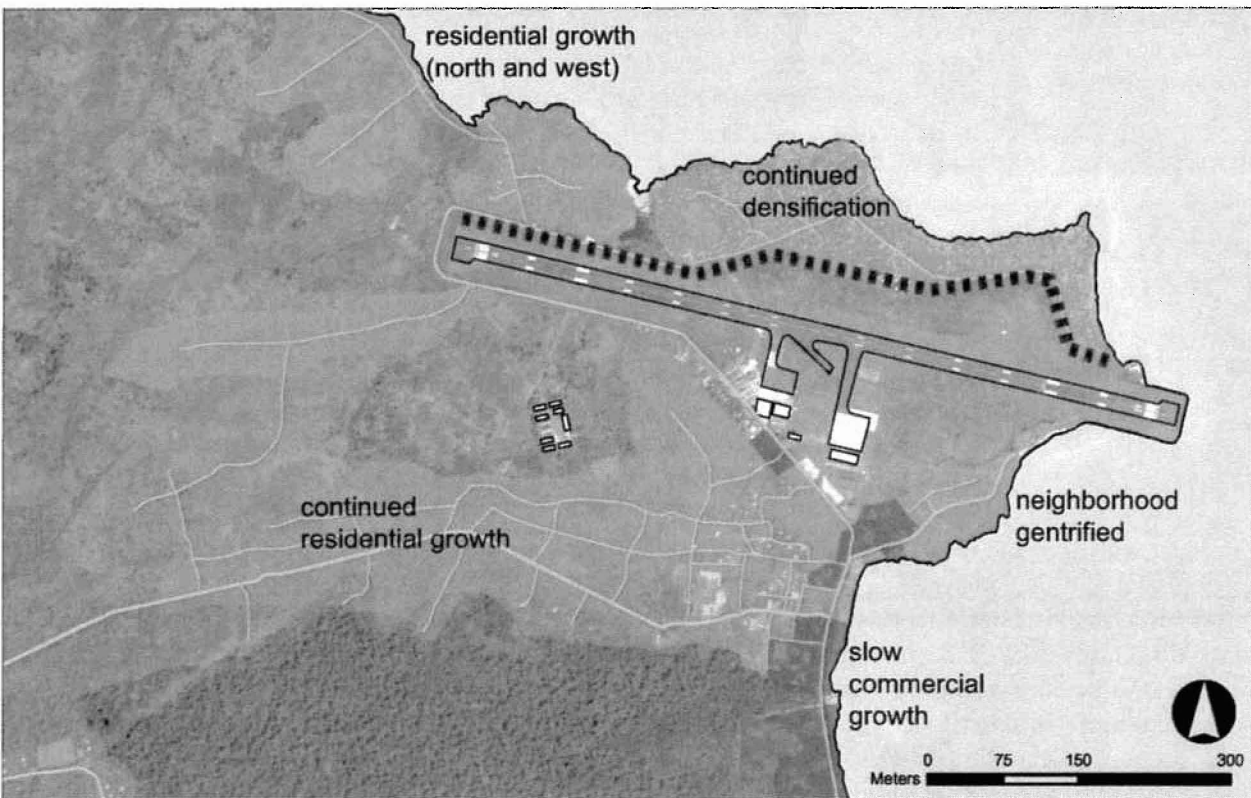 residential growth
(north and west)
continued
densification
continued
residential growth
neighborhood
gentrified
slow
commercial
growth
0 75 150 300
Meters